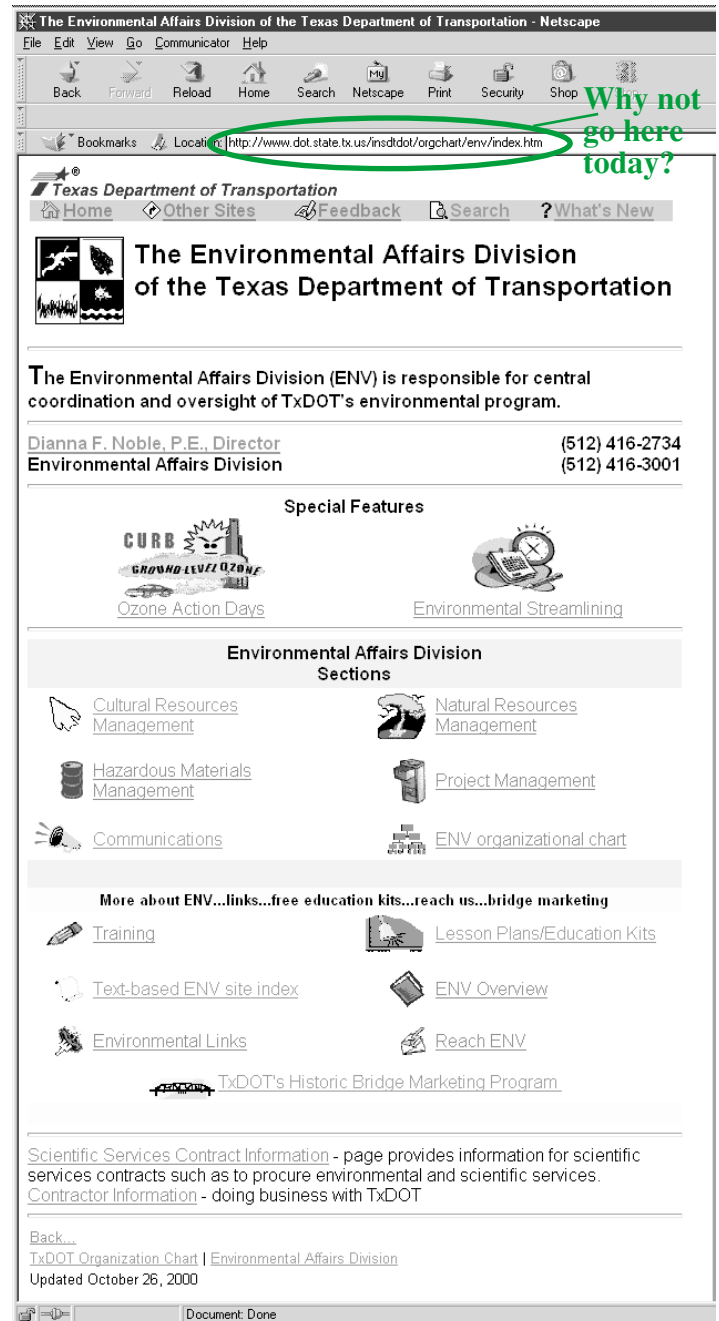 The Environmental Affairs Division of the Texas Department of Transportation - Netscape
File Edit View Go Communicator Help
My
Back Forward Reload Home Search Netscape Print Security Shop
Why not
go here
today?
Bookmarks Location: http://www.dot.state.tx.us/insdtdot/orgchart/env/index.htm
®
Texas Department of Transportation
Home Other Sites Feedback Search ?What's New
The Environmental Affairs Division
of the Texas Department of Transportation
The Environmental Affairs Division (ENV) is responsible for central
coordination and oversight of TxDOT's environmental program.
Dianna F. Noble, P.E., Director (512) 416-2734
Environmental Affairs Division (512) 416-3001
Special Features
CURB
GROUND-LEVEL OZONE
Ozone Action Days Environmental Streamlining
Environmental Affairs Division
Sections
Cultural Resources Natural Resources
Management Management
Hazardous Materials
Management Project Management
Communications ENV organizational chart
More about ENV...links...free education kits...reach us...bridge marketing
Training Lesson Plans/Education Kits
Text-based ENV site index ENV Overview
Environmental Links Reach ENV
TxDOT's Historic Bridge Marketing Program
Scientific Services Contract Information - page provides information for scientific
services contracts such as to procure environmental and scientific services.
Contractor Information - doing business with TxDOT
Back...
TxDOT Organization Chart | Environmental Affairs Division
Updated October 26, 2000
Document: Done